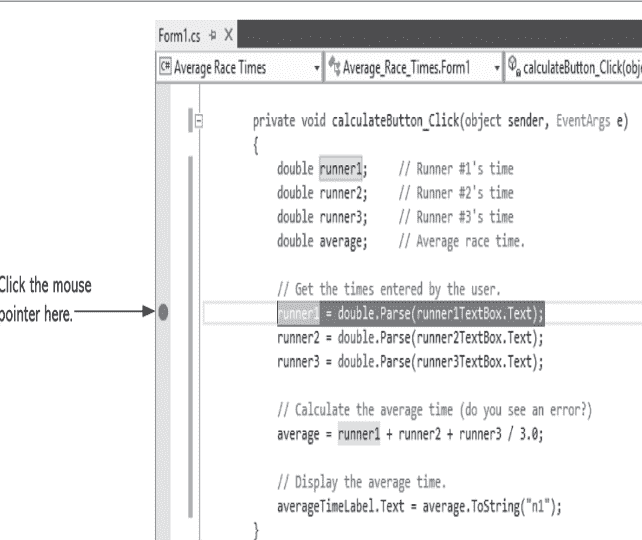 Form1.cs
C# Average Race Times Average_Race_Times.Form1 calculateButton_Click(obj
private void calculateButton_Click(object sender, EventArgs e)
{
double runner1; // Runner #1's time
double runner2; // Runner #2's time
double runner3; // Runner #3's time
double average; // Average race time.
// Get the times entered by the user.
Click the mouse
pointer here.
runner1 = double.Parse(runner1TextBox.Text);
runner2 = double.Parse(runner2TextBox.Text);
runner3 = double.Parse(runner3TextBox.Text);
// Calculate the average time (do you see an error?)
average = runner1 + runner2 + runner3 / 3.0;
// Display the average time.
averageTimeLabel.Text = average.ToString("n1");
}